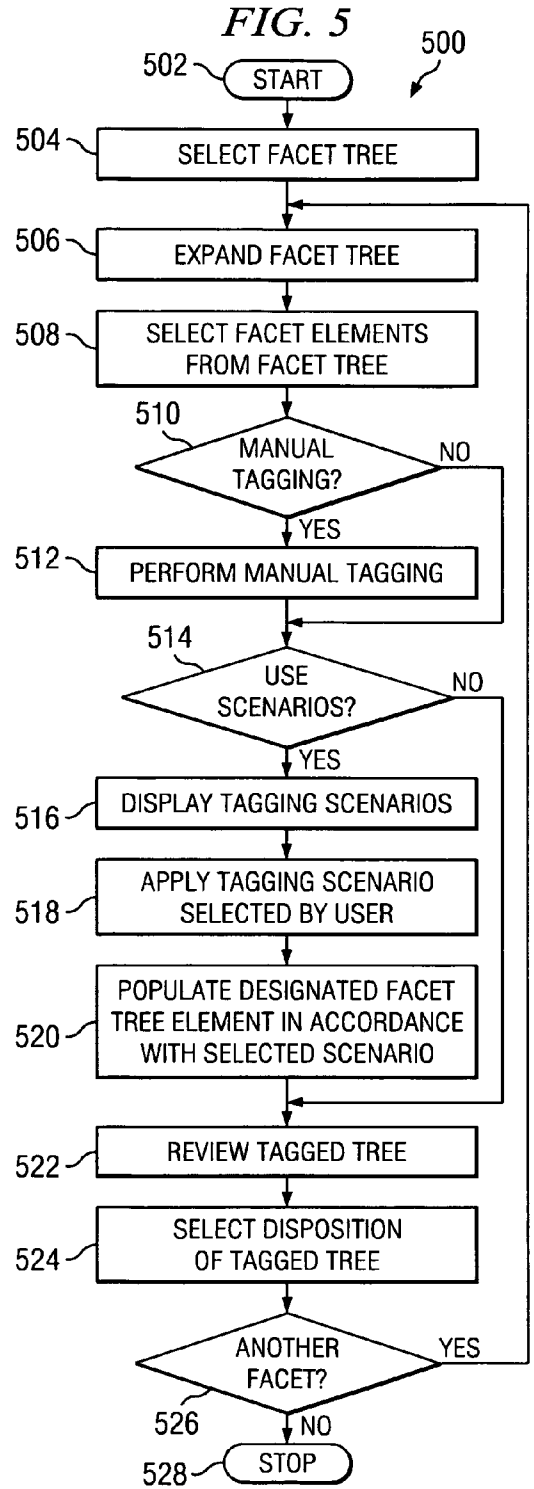 FIG. 5
500
502
START
504
SELECT FACET TREE
506
EXPAND FACET TREE
508
SELECT FACET ELEMENTS
FROM FACET TREE
510
MANUAL
TAGGING?
NO
YES
512
PERFORM MANUAL TAGGING
514
USE
SCENARIOS?
NO
YES
516
DISPLAY TAGGING SCENARIOS
518
APPLY TAGGING SCENARIO
SELECTED BY USER
520
POPULATE DESIGNATED FACET
TREE ELEMENT IN ACCORDANCE
WITH SELECTED SCENARIO
522
REVIEW TAGGED TREE
524
SELECT DISPOSITION
OF TAGGED TREE
ANOTHER
FACET?
YES
526
NO
528
STOP